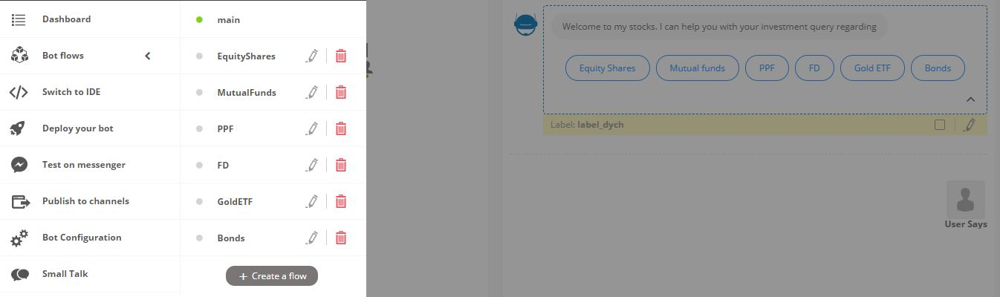 Dashboard
Bot flows
Switch to IDE
Deploy your bot
Test on messenger
Publish to channels
Bot Configuration
Small Talk
main
EquityShares
MutualFunds
PPF
FD
GoldETF
Bonds
+ Create a flow
Welcome to my stocks. I can help you with your investment query regarding
Equity Shares Mutual funds PPF FD Gold ETF Bonds
Label: label_dych
User Says